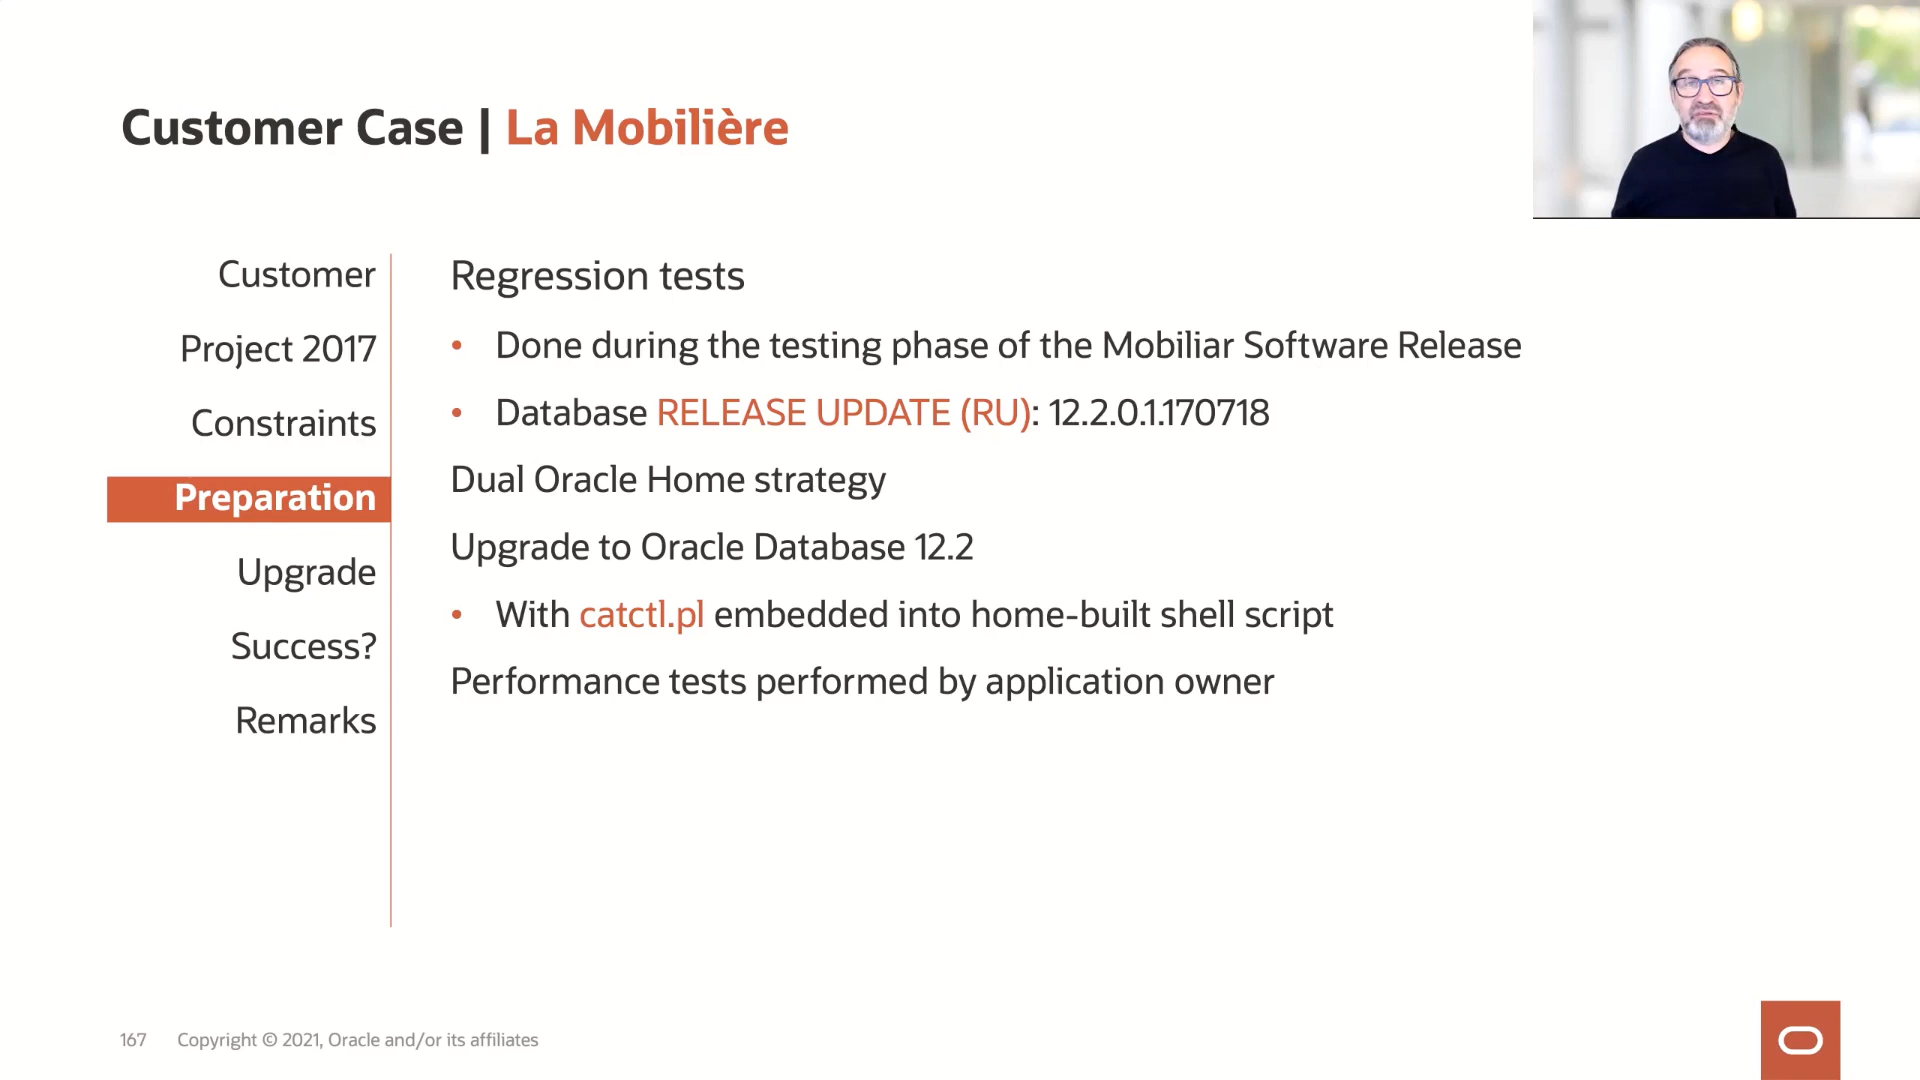 Customer Case | La Mobilière
Customer
Project 2017
Constraints
Preparation
Upgrade
Success?
Remarks
Regression tests
• Done during the testing phase of the Mobiliar Software Release
• Database RELEASE UPDATE (RU): 12.2.0.1.170718
Dual Oracle Home strategy
Upgrade to Oracle Database 12.2
• With catctl.pl embedded into home-built shell script
Performance tests performed by application owner
167 Copyright © 2021, Oracle and/or its affiliates